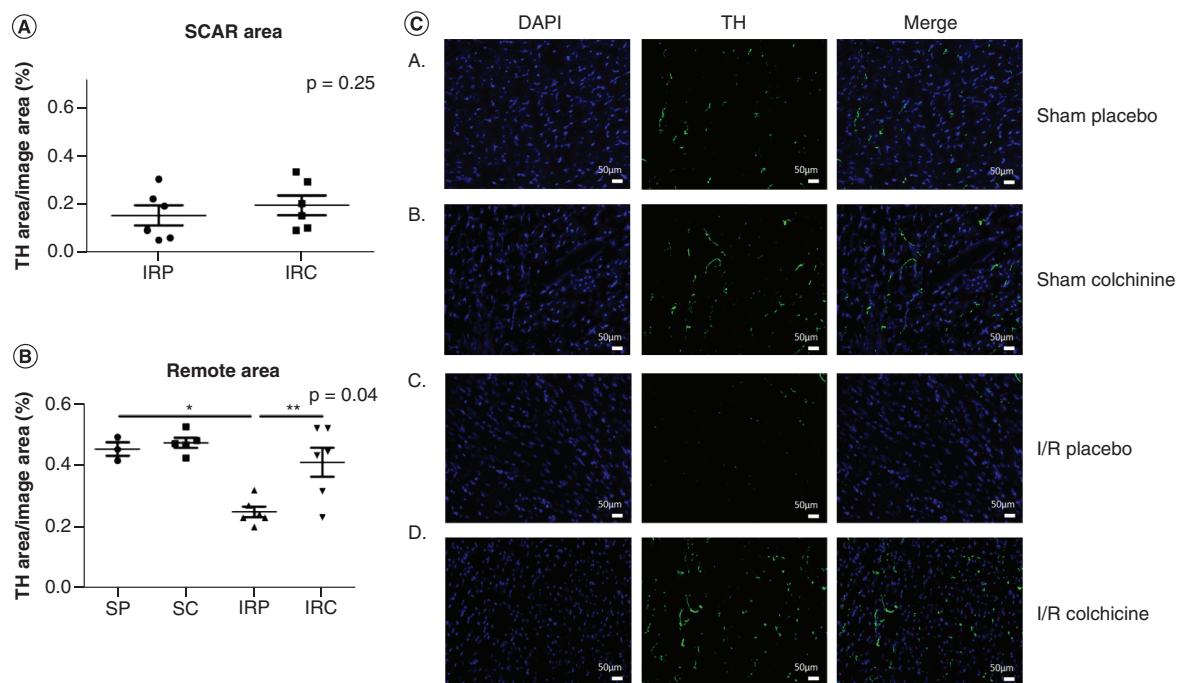 A
SCAR area
p = 0.25
TH area/image area (%)
0.6
0.4
0.2
0.0
IRP
IRC
B
Remote area
p = 0.04
TH area/image area (%)
0.6
0.4
0.2
0.0
*
**
SP
SC
IRP
IRC
C
DAPI
TH
Merge
A.
50µm
50µm
50µm
Sham placebo
B.
50µm
50µm
50µm
Sham colchinine
C.
50µm
50µm
50µm
I/R placebo
D.
50µm
50µm
50µm
I/R colchicine